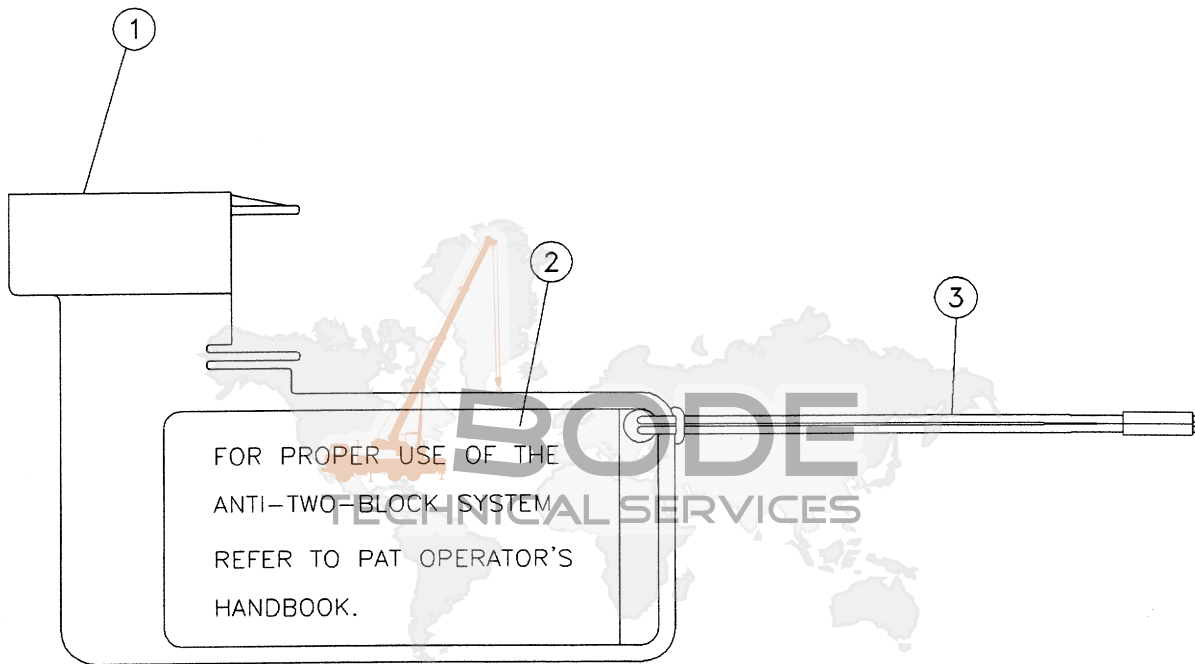 1
2
3
FOR PROPER USE OF THE
ANTI-TWO-BLOCK SYSTEM
REFER TO PAT OPERATOR'S
HANDBOOK.
BODE
TECHNICAL SERVICES